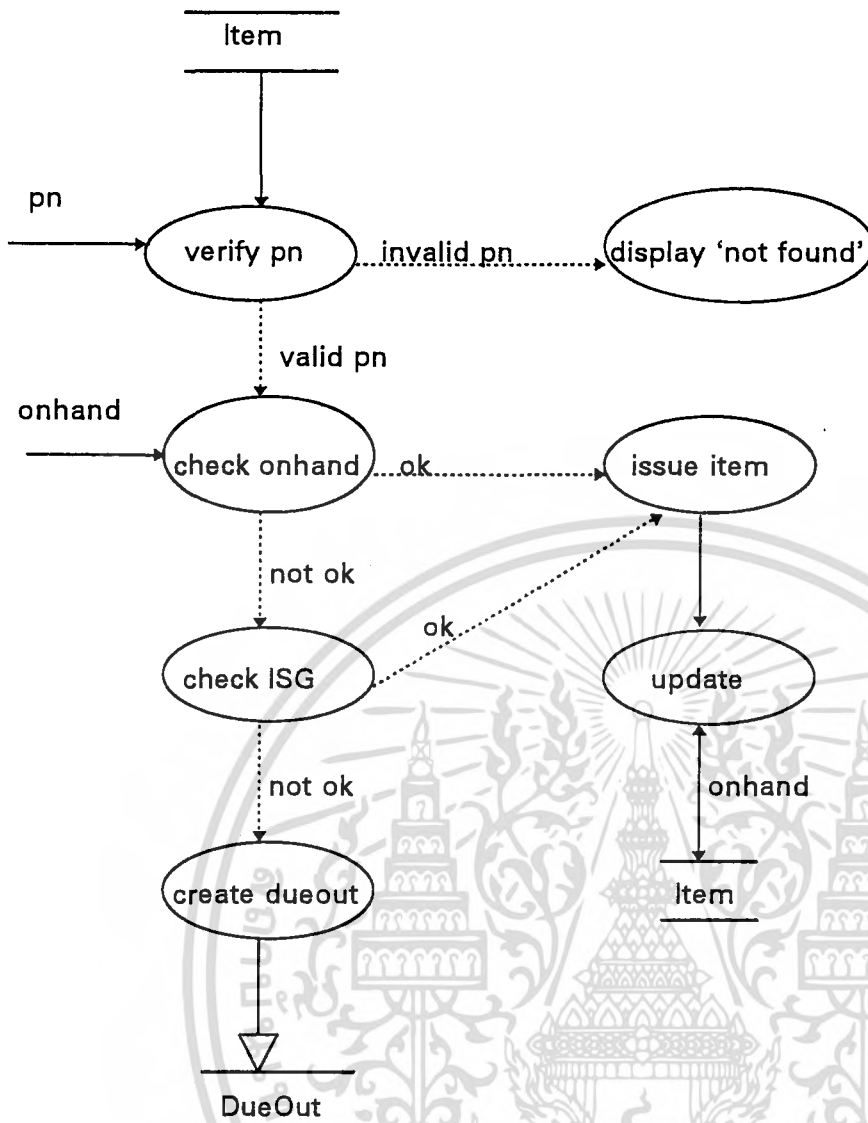 Item
pn
verify pn
invalid pn
display 'not found'
valid pn
onhand
check onhand
ok
issue item
not ok
ok
check ISG
update
not ok
onhand
create dueout
Item
DueOut